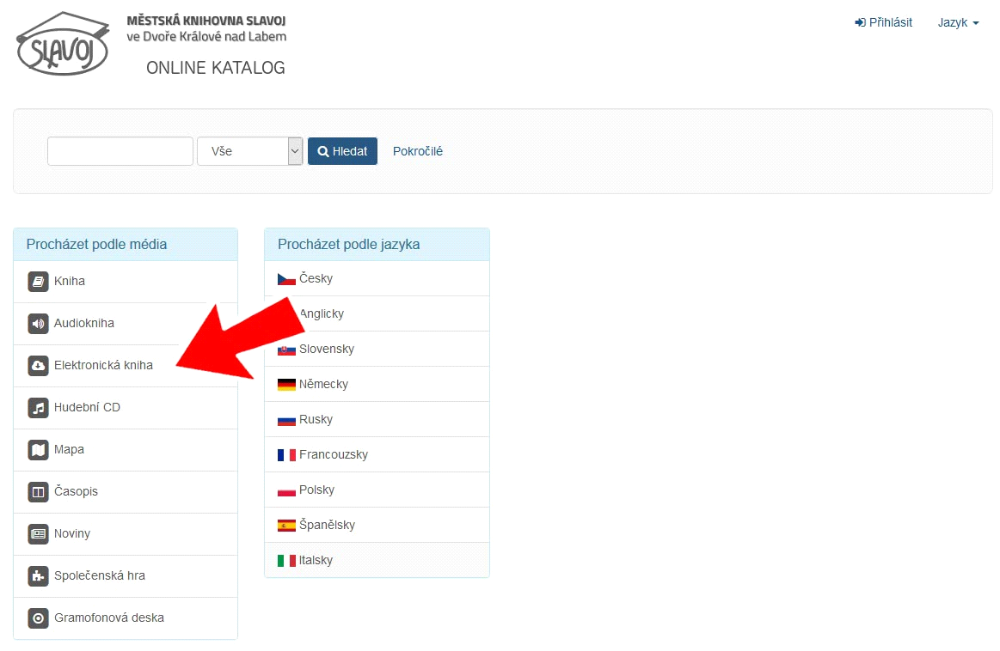 SLAVOJ
MĚSTSKÁ KNIHOVNA SLAVOJ
ve Dvoře Králové nad Labem
ONLINE KATALOG
Přihlásit
Jazyk
Vše
Hledat
Pokročilé
Procházet podle média
Kniha
Audiokniha
Elektronická kniha
Hudební CD
Mapa
Časopis
Noviny
Společenská hra
Gramofonová deska
Procházet podle jazyka
Česky
Anglicky
Slovensky
Německy
Rusky
Francouzsky
Polsky
Španělsky
Italsky